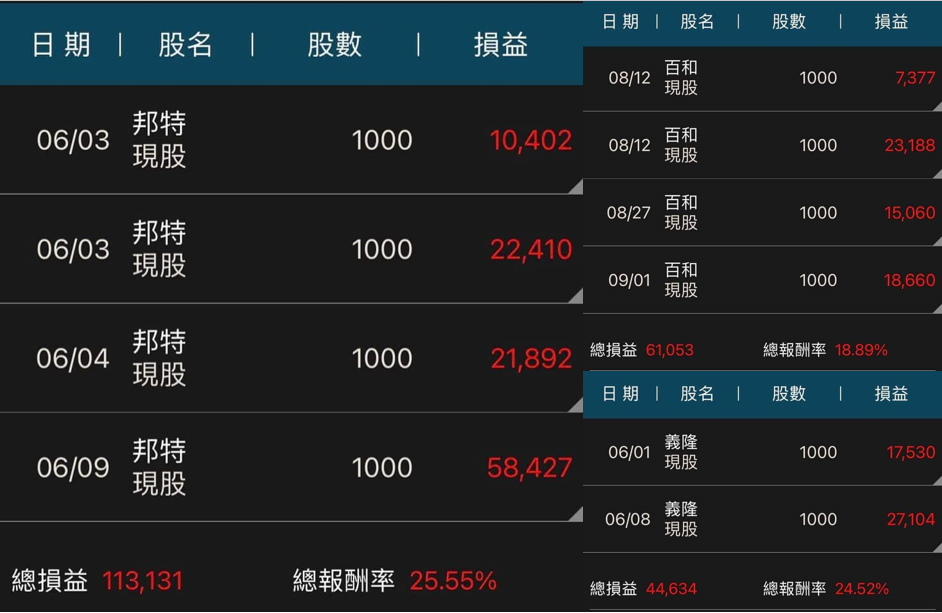 日 期 | 股名 | 股數 | 損益
06/03 邦特 現股 1000 10,402
06/03 邦特 現股 1000 22,410
06/04 邦特 現股 1000 21,892
06/09 邦特 現股 1000 58,427
總損益 113,131 總報酬率 25.55%
日 期 | 股名 | 股數 | 損益
08/12 百和 現股 1000 7,377
08/12 百和 現股 1000 23,188
08/27 百和 現股 1000 15,060
09/01 百和 現股 1000 18,660
總損益 61,053 總報酬率 18.89%
日 期 | 股名 | 股數 | 損益
06/01 義隆 現股 1000 17,530
06/08 義隆 現股 1000 27,104
總損益 44,634 總報酬率 24.52%